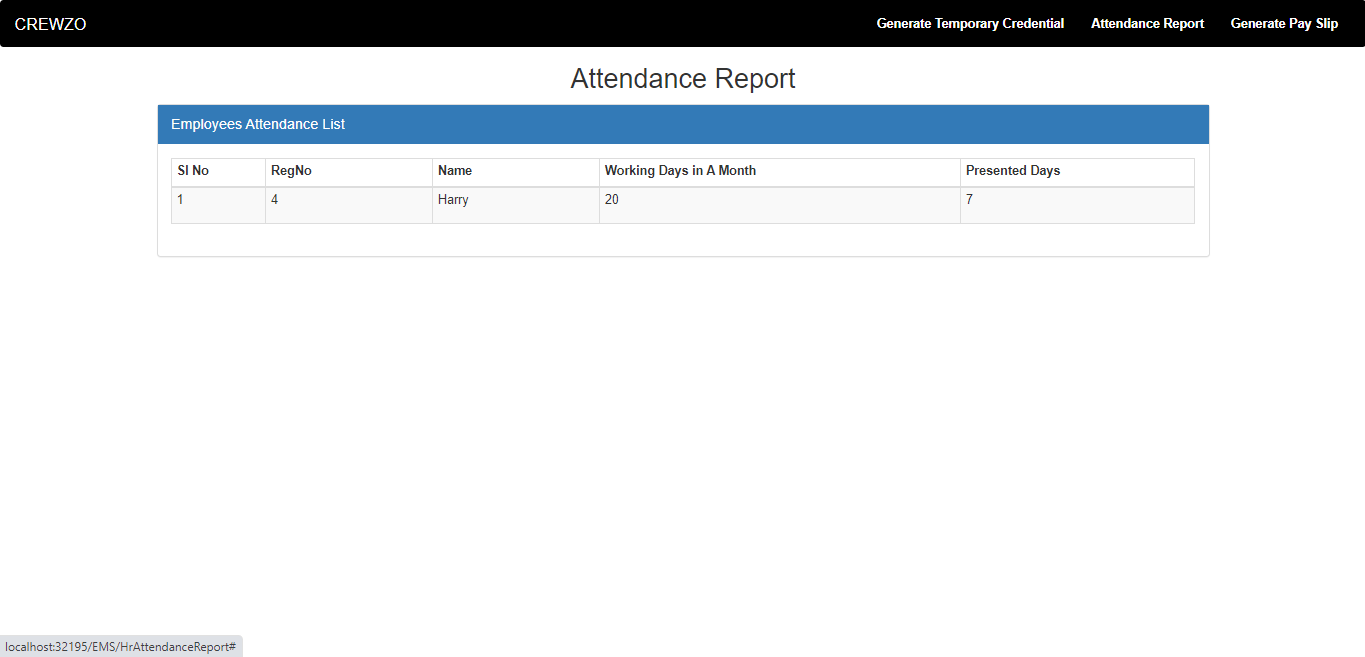 CREWZO Generate Temporary Credential Attendance Report Generate Pay Slip
Attendance Report
Employees Attendance List
Sl No RegNo Name Working Days in A Month Presented Days
1 4 Harry 20 7
localhost:32195/EMS/HrAttendanceReport#